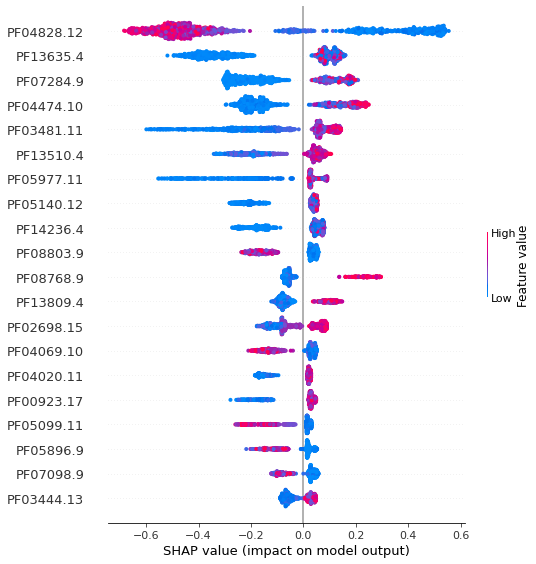 PF04828.12
PF13635.4
PF07284.9
PF04474.10
PF03481.11
PF13510.4
PF05977.11
PF05140.12
PF14236.4
PF08803.9
PF08768.9
PF13809.4
PF02698.15
PF04069.10
PF04020.11
PF00923.17
PF05099.11
PF05896.9
PF07098.9
PF03444.13
High
Low
Feature value
−0.6 −0.4 −0.2 0.0 0.2 0.4 0.6
SHAP value (impact on model output)